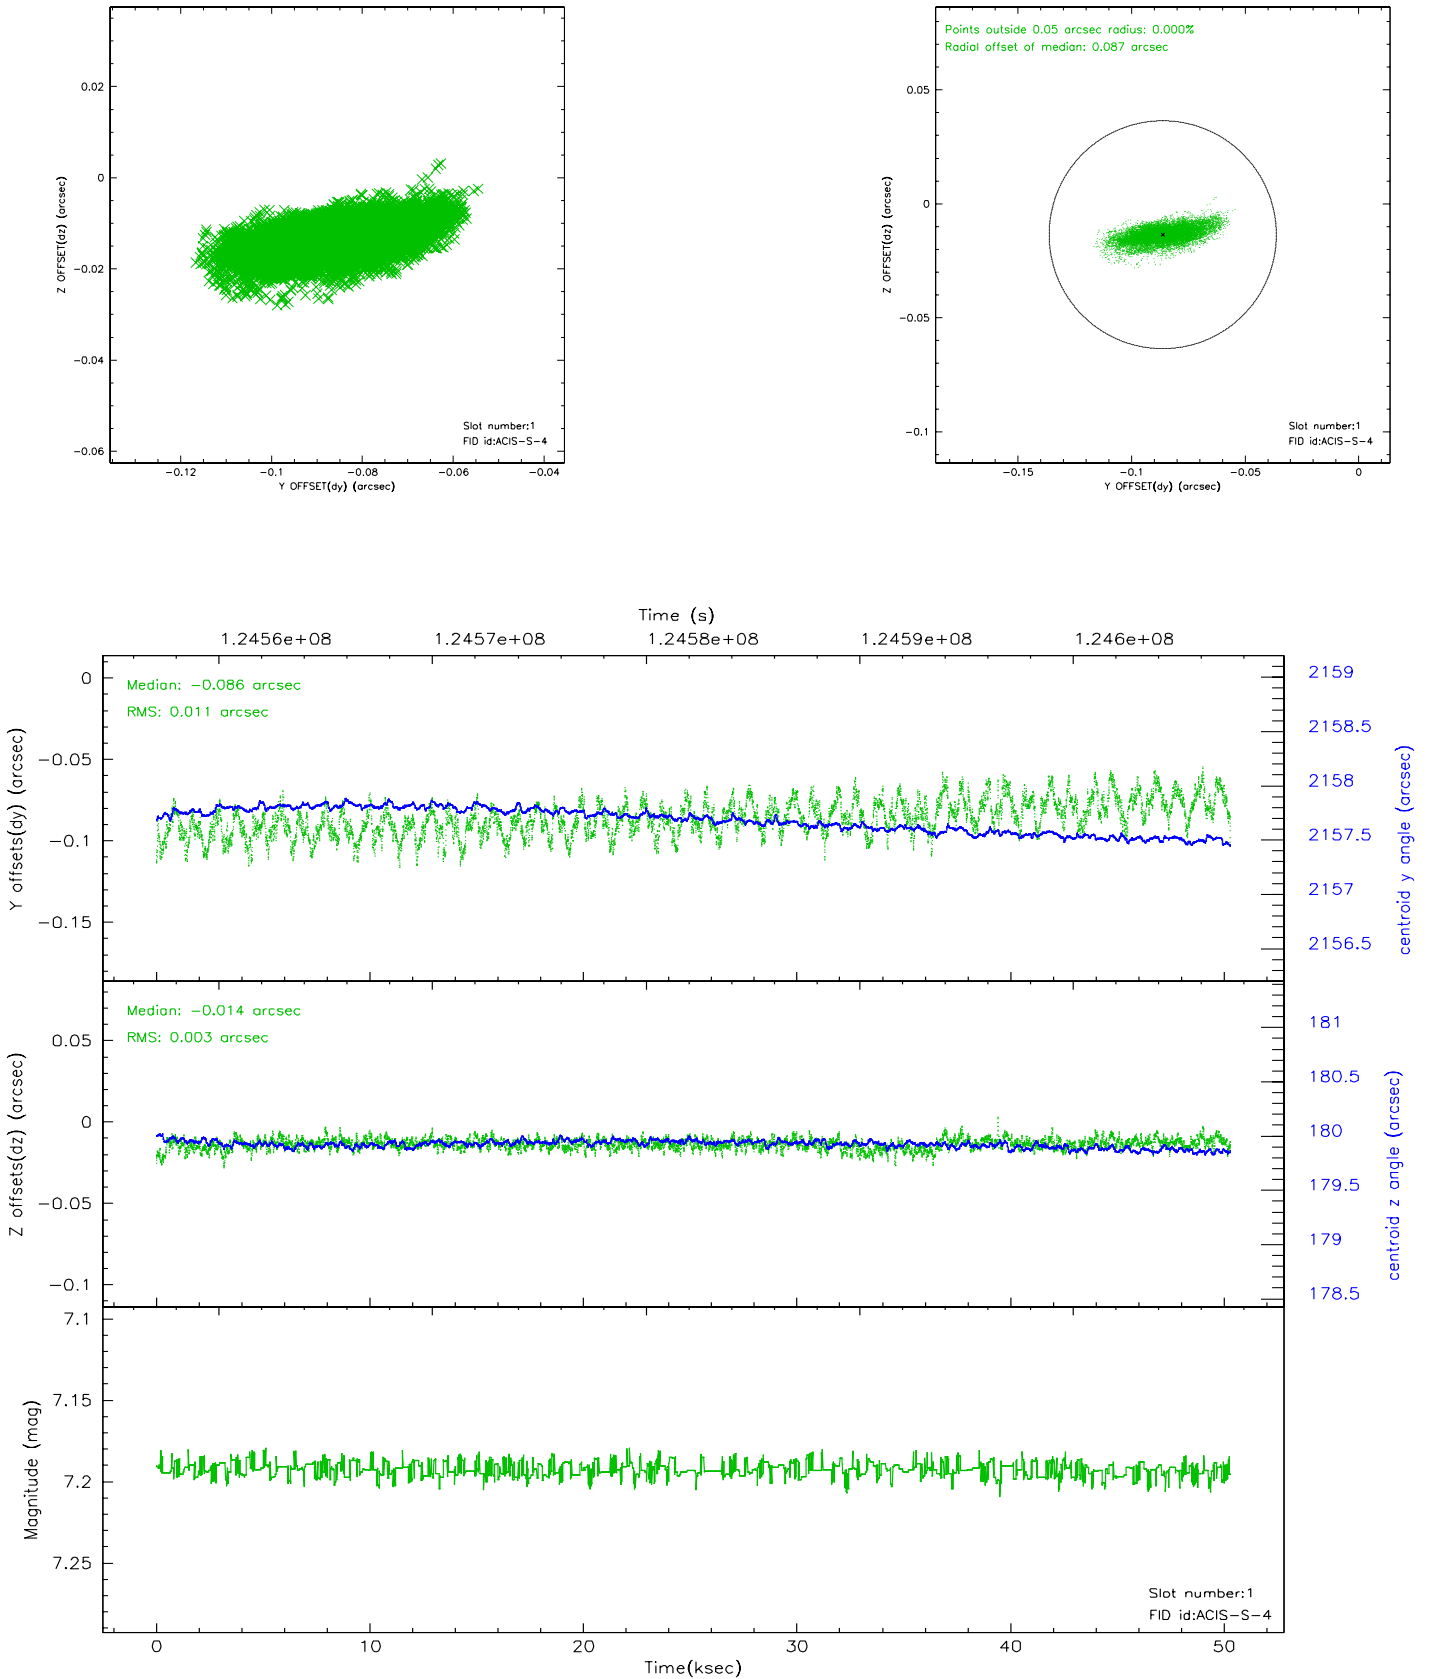 0.02
0
−0.02
−0.04
−0.06
Z OFFSET(dz) (arcsec)
Slot number:1
FID id:ACIS−S−4
−0.12 −0.1 −0.08 −0.06 −0.04
Y OFFSET(dy) (arcsec)
Points outside 0.05 arcsec radius: 0.000%
Radial offset of median: 0.087 arcsec
0.05
0
−0.05
−0.1
Z OFFSET(dz) (arcsec)
Slot number:1
FID id:ACIS−S−4
−0.15 −0.1 −0.05 0
Y OFFSET(dy) (arcsec)
Time (s)
1.2456e+08 1.2457e+08 1.2458e+08 1.2459e+08 1.246e+08
Median: −0.086 arcsec
RMS: 0.011 arcsec
0
−0.05
−0.1
−0.15
Y offsets(dy) (arcsec)
2159
2158.5
2158
2157.5
2157
2156.5
centroid y angle (arcsec)
Median: −0.014 arcsec
RMS: 0.003 arcsec
0.05
0
−0.05
−0.1
Z offsets(dz) (arcsec)
181
180.5
180
179.5
179
178.5
centroid z angle (arcsec)
7.1
7.15
7.2
7.25
Magnitude (mag)
Slot number:1
FID id:ACIS−S−4
0 10 20 30 40 50
Time(ksec)